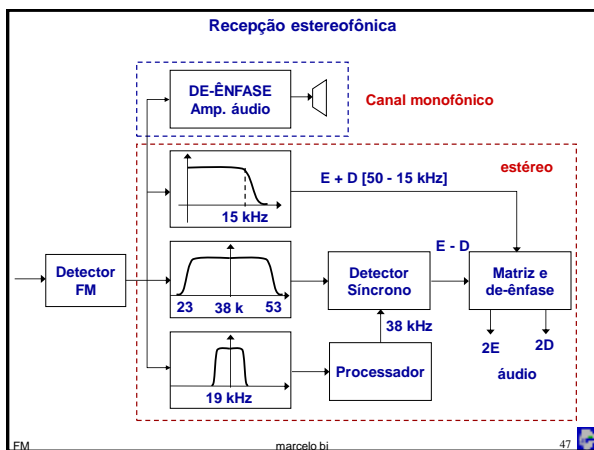 Recepção estereofônica
DE-ÊNFASE
Amp. áudio
Canal monofônico
estéreo
E + D [50 - 15 kHz]
15 kHz
E - D
Detector
FM
23 38 k 53
Detector
Síncrono
Matriz e
de-ênfase
38 kHz
2E 2D
áudio
Processador
19 kHz
FM marcelo bj 47